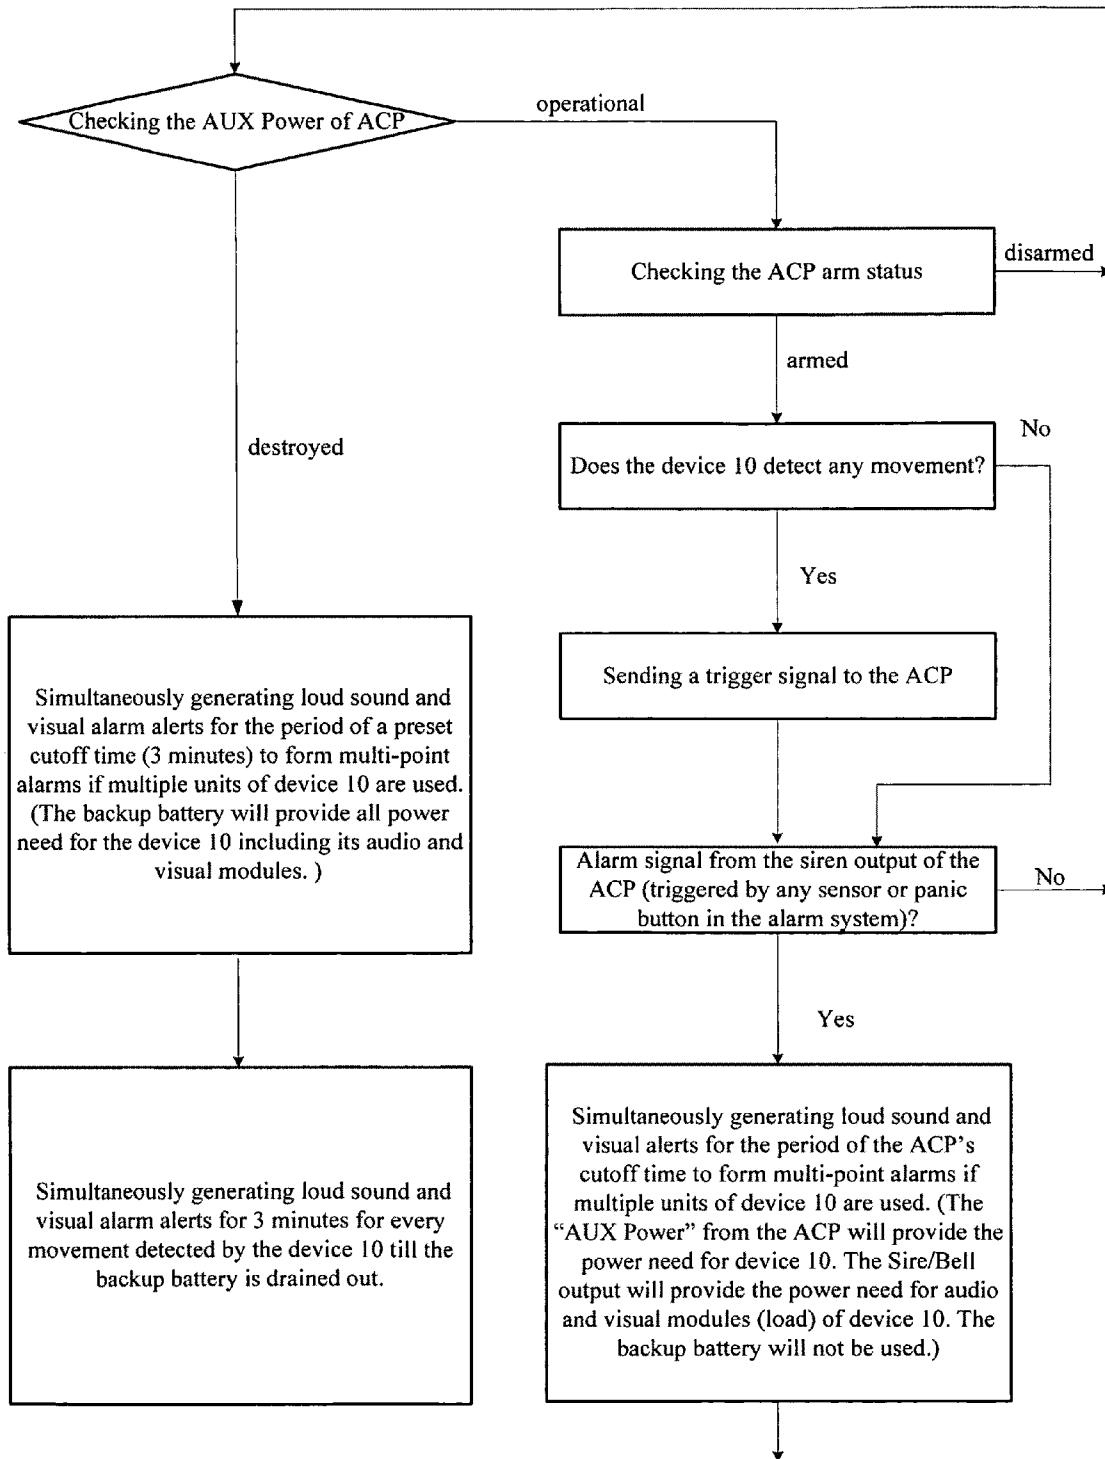 Checking the AUX Power of ACP
operational
Checking the ACP arm status
disarmed
armed
destroyed
Does the device 10 detect any movement?
No
Yes
Sending a trigger signal to the ACP
Simultaneously generating loud sound and
visual alarm alerts for the period of a preset
cutoff time (3 minutes) to form multi-point
alarms if multiple units of device 10 are used.
(The backup battery will provide all power
need for the device 10 including its audio and
visual modules. )
Alarm signal from the siren output of the
ACP (triggered by any sensor or panic
button in the alarm system)?
No
Yes
Simultaneously generating loud sound and
visual alarm alerts for 3 minutes for every
movement detected by the device 10 till the
backup battery is drained out.
Simultaneously generating loud sound and
visual alerts for the period of the ACP’s
cutoff time to form multi-point alarms if
multiple units of device 10 are used. (The
“AUX Power” from the ACP will provide the
power need for device 10. The Sire/Bell
output will provide the power need for audio
and visual modules (load) of device 10. The
backup battery will not be used.)